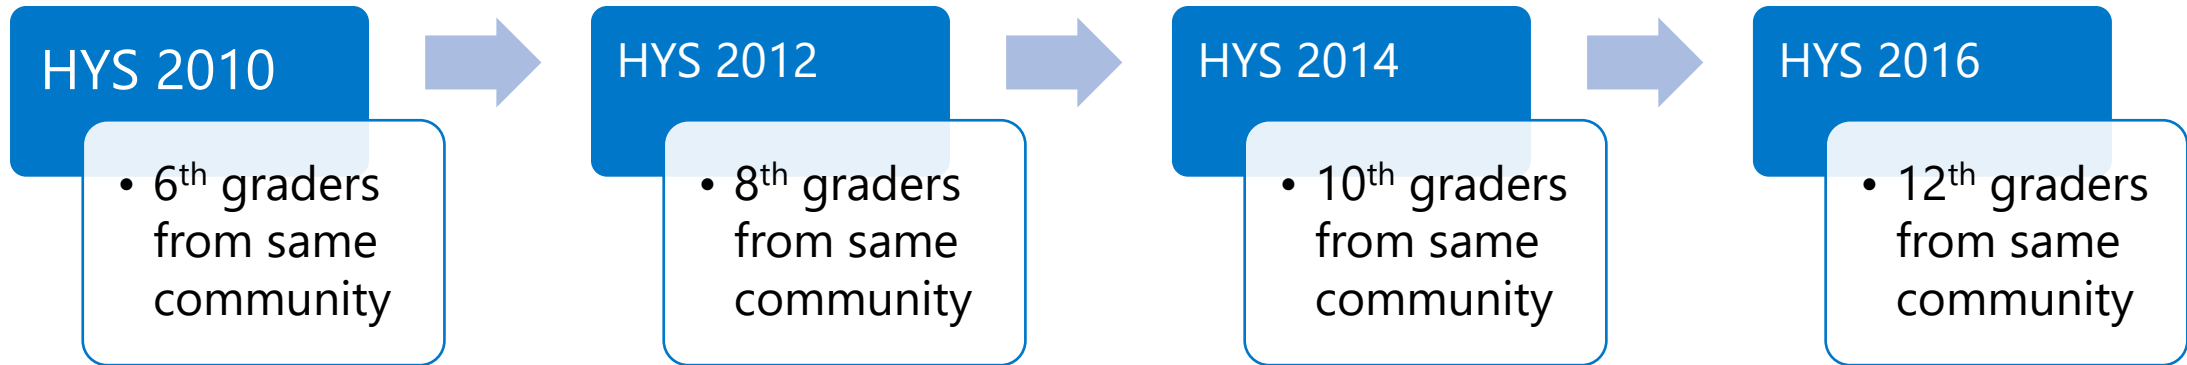 HYS 2010
• 6th graders
from same
community
HYS 2012
• 8th graders
from same
community
HYS 2014
• 10th graders
from same
community
HYS 2016
• 12th graders
from same
community